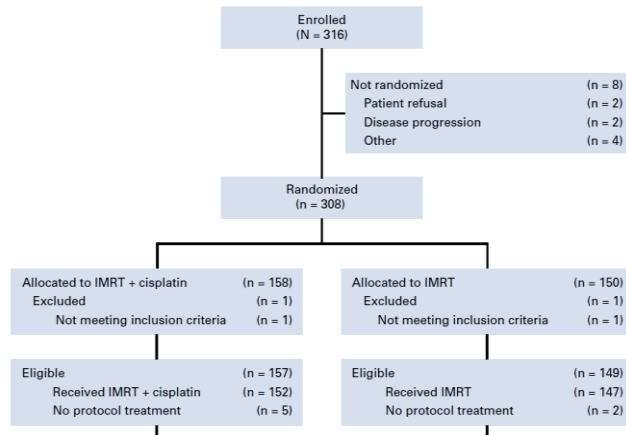 Enrolled
(N = 316)
Not randomized (n = 8)
Patient refusal (n = 2)
Disease progression (n = 2)
Other (n = 4)
Randomized
(n = 308)
Allocated to IMRT + cisplatin (n = 158)
Excluded (n = 1)
Not meeting inclusion criteria (n = 1)
Allocated to IMRT (n = 150)
Excluded (n = 1)
Not meeting inclusion criteria (n = 1)
Eligible (n = 157)
Received IMRT + cisplatin (n = 152)
No protocol treatment (n = 5)
Eligible (n = 149)
Received IMRT (n = 147)
No protocol treatment (n = 2)